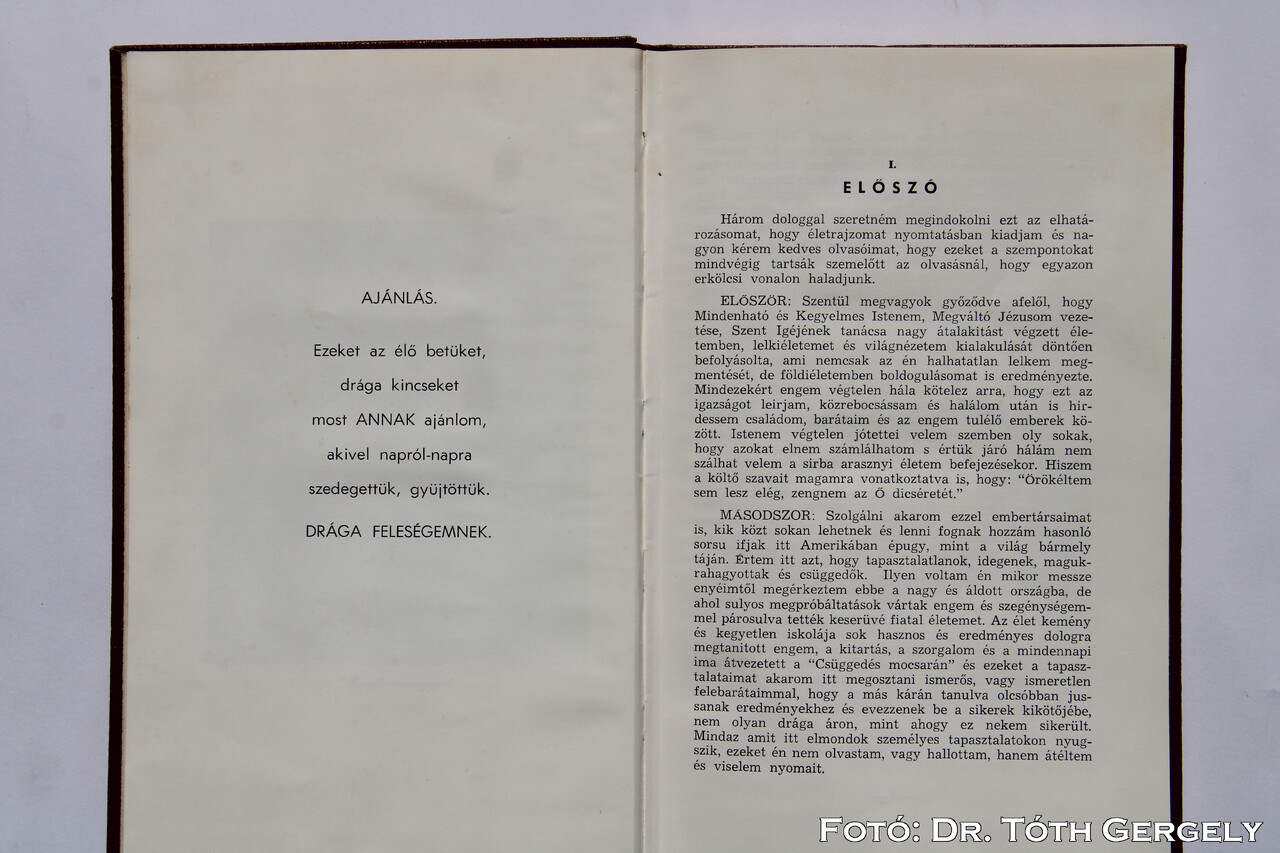 AJÁNLÁS.
Ezeket az élő betüket,
drága kincseket
most ANNAK ajánlom,
akivel napról-napra
szedegettük, gyüjtöttük.
DRÁGA FELESÉGEMNEK.
I.
ELŐSZÓ
Három dologgal szeretném megindokolni ezt az elhatá-
rozásomat, hogy életrajzomat nyomtatásban kiadjam és na-
gyon kérem kedves olvasóimat, hogy ezeket a szempontokat
mindvégig tartsák szemelőtt az olvasásnál, hogy egyazon
erkölcsi vonalon haladjunk.
ELŐSZÖR: Szentül megvagyok győződve afelől, hogy
Mindenható és Kegyelmes Istenem, Megváltó Jézusom veze-
tése, Szent Igéjének tanácsa nagy átalakitást végzett éle-
temben, lelkiéletemet és világnézetem kialakulását döntően
befolyásolta, ami nemcsak az én halhatatlan lelkem meg-
mentését, de földiéletemben boldogulásomat is eredményezte.
Mindezekért engem végtelen hála kötelez arra, hogy ezt az
igazságot leirjam, közrebocsássam és halálom után is hir-
dessem családom, barátaim és az engem tulélő emberek kö-
zött. Istenem végtelen jótettei velem szemben oly sokak,
hogy azokat elnem számlálhatom s értük járó hálám nem
szálhat velem a sirba arasznyi életem befejezésekor. Hiszem
a költő szavait magamra vonatkoztatva is, hogy: "Örökéltem
sem lesz elég, zengnem az Ő dicséretét."
MÁSODSZOR: Szolgálni akarom ezzel embertársaimat
is, kik közt sokan lehetnek és lenni fognak hozzám hasonló
sorsu ifjak itt Amerikában épugy, mint a világ bármely
táján. Értem itt azt, hogy tapasztalatlanok, idegenek, maguk-
rahagyottak és csüggedők. Ilyen voltam én mikor messze
enyéimtől megérkeztem ebbe a nagy és áldott országba, de
ahol sulyos megpróbáltatások vártak engem és szegénységem-
mel párosulva tették keserüvé fiatal életemet. Az élet kemény
és kegyetlen iskolája sok hasznos és eredményes dologra
megtanitott engem, a kitartás, a szorgalom és a mindennapi
ima átvezetett a "Csüggedés mocsarán" és ezeket a tapasz-
talataimat akarom itt megosztani ismerős, vagy ismeretlen
felebarátaimmal, hogy a más kárán tanulva olcsóbban jus-
sanak eredményekhez és evezzenek be a sikerek kikötőjébe,
nem olyan drága áron, mint ahogy ez nekem sikerült.
Mindaz amit itt elmondok személyes tapasztalatokon nyug-
szik, ezeket én nem olvastam, vagy hallottam, hanem átéltem
és viselem nyomait.
Fotó: Dr. Tóth Gergely